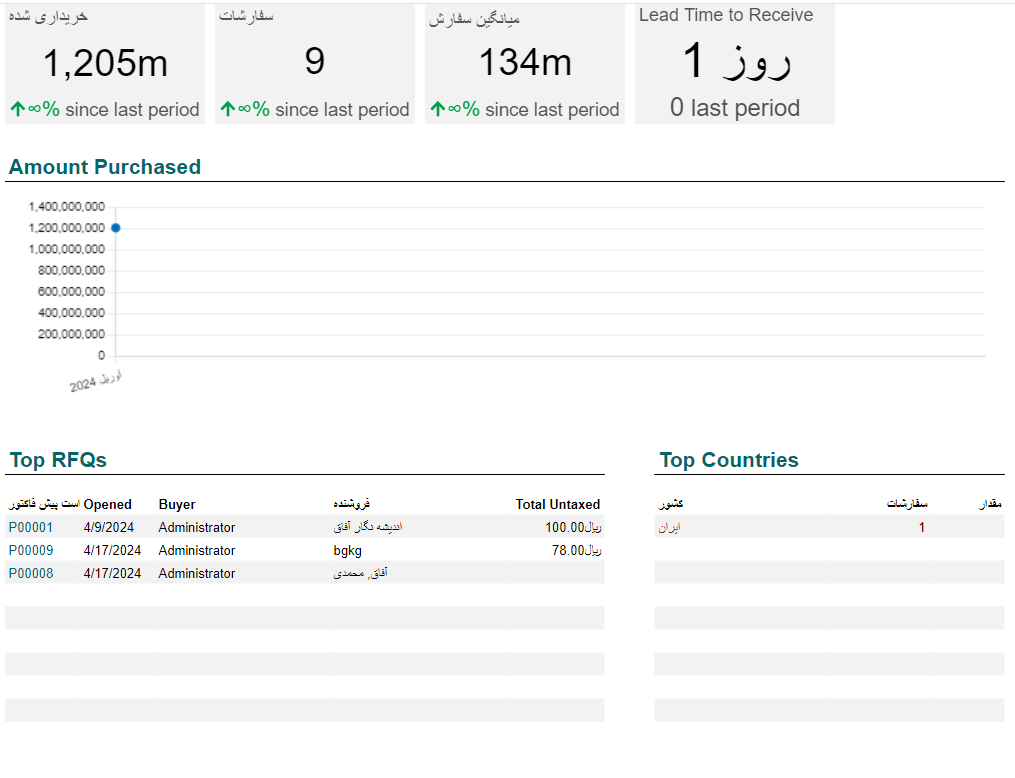 خریداری شده
1,205m
↑∞% since last period
سفارشات
9
↑∞% since last period
میانگین سفارش
134m
↑∞% since last period
Lead Time to Receive
1 روز
0 last period
Amount Purchased
1,400,000,000
1,200,000,000
1,000,000,000
800,000,000
600,000,000
400,000,000
200,000,000
0
آوریل 2024
Top RFQs
است پیش فاکتور Opened Buyer فروشنده Total Untaxed
P00001 4/9/2024 Administrator اندیشه نگار آفاق 100.00ریال
P00009 4/17/2024 Administrator bgkg 78.00ریال
P00008 4/17/2024 Administrator آفاق, محمدی
Top Countries
کشور سفارشات مقدار
ایران 1